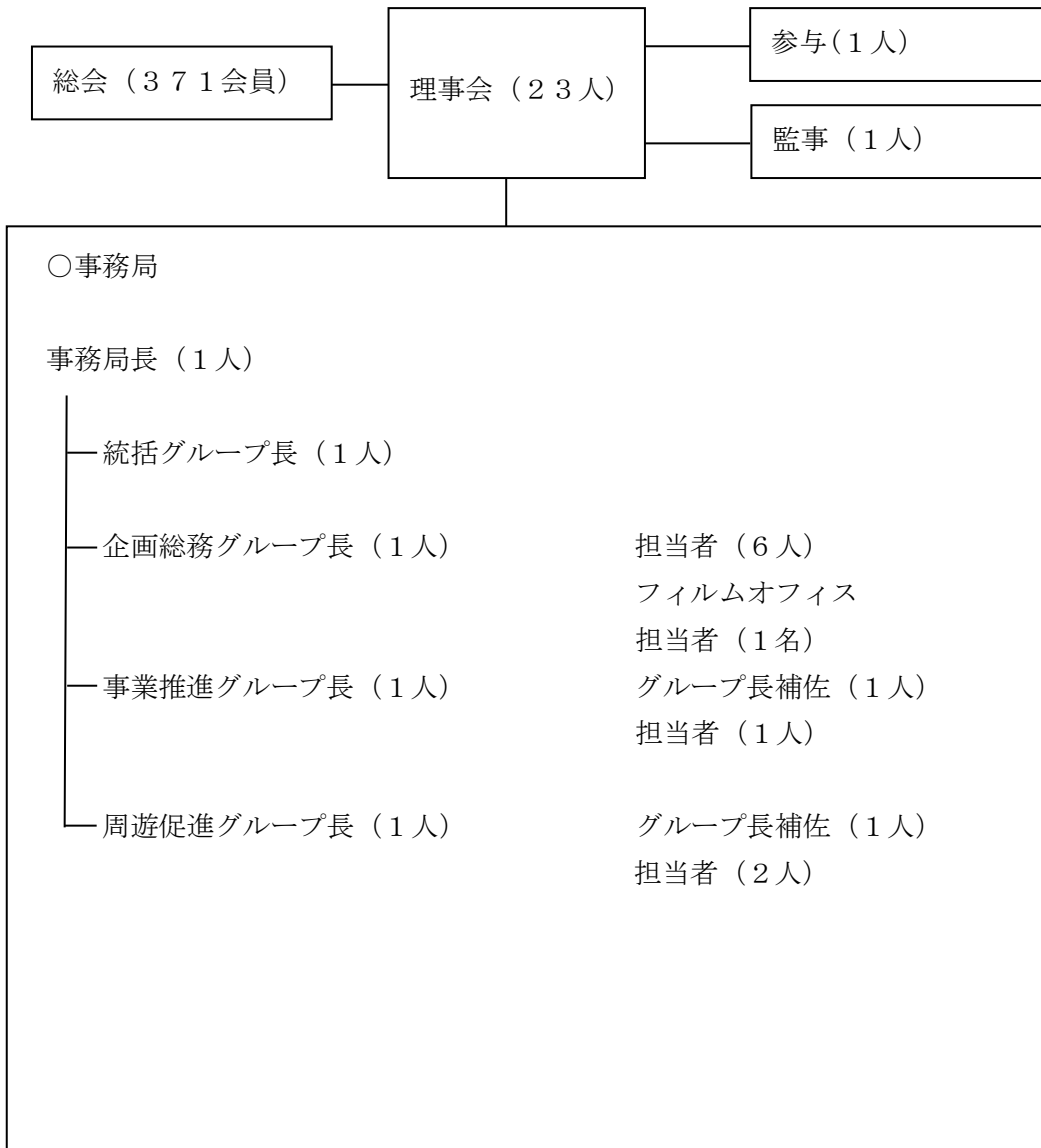 総会（３７１会員）
理事会（２３人）
参与(１人）
監事（１人）
○事務局
事務局長（１人）
統括グループ長（１人）
企画総務グループ長（１人）
担当者（６人）
フィルムオフィス
担当者（１名）
事業推進グループ長（１人）
グループ長補佐（１人）
担当者（１人）
周遊促進グループ長（１人）
グループ長補佐（１人）
担当者（２人）